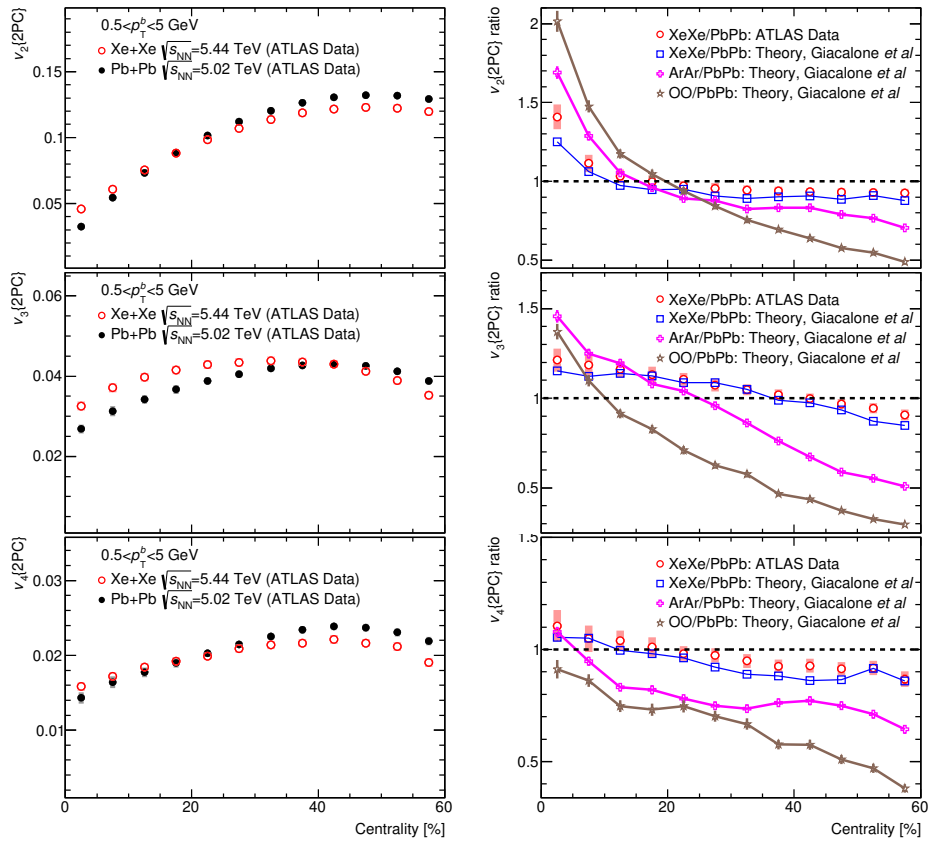 v₂{2PC}
0.5<p_T^b<5 GeV
Xe+Xe √s_NN=5.44 TeV (ATLAS Data)
Pb+Pb √s_NN=5.02 TeV (ATLAS Data)
0.15
0.1
0.05
v₂{2PC} ratio
XeXe/PbPb: ATLAS Data
XeXe/PbPb: Theory, Giacalone et al
ArAr/PbPb: Theory, Giacalone et al
OO/PbPb: Theory, Giacalone et al
2
1.5
1
0.5
v₃{2PC}
0.5<p_T^b<5 GeV
Xe+Xe √s_NN=5.44 TeV (ATLAS Data)
Pb+Pb √s_NN=5.02 TeV (ATLAS Data)
0.06
0.04
0.02
v₃{2PC} ratio
XeXe/PbPb: ATLAS Data
XeXe/PbPb: Theory, Giacalone et al
ArAr/PbPb: Theory, Giacalone et al
OO/PbPb: Theory, Giacalone et al
1.5
1
0.5
v₄{2PC}
0.5<p_T^b<5 GeV
Xe+Xe √s_NN=5.44 TeV (ATLAS Data)
Pb+Pb √s_NN=5.02 TeV (ATLAS Data)
0.03
0.02
0.01
0 20 40 60
Centrality [%]
v₄{2PC} ratio
XeXe/PbPb: ATLAS Data
XeXe/PbPb: Theory, Giacalone et al
ArAr/PbPb: Theory, Giacalone et al
OO/PbPb: Theory, Giacalone et al
1.5
1
0.5
0 20 40 60
Centrality [%]